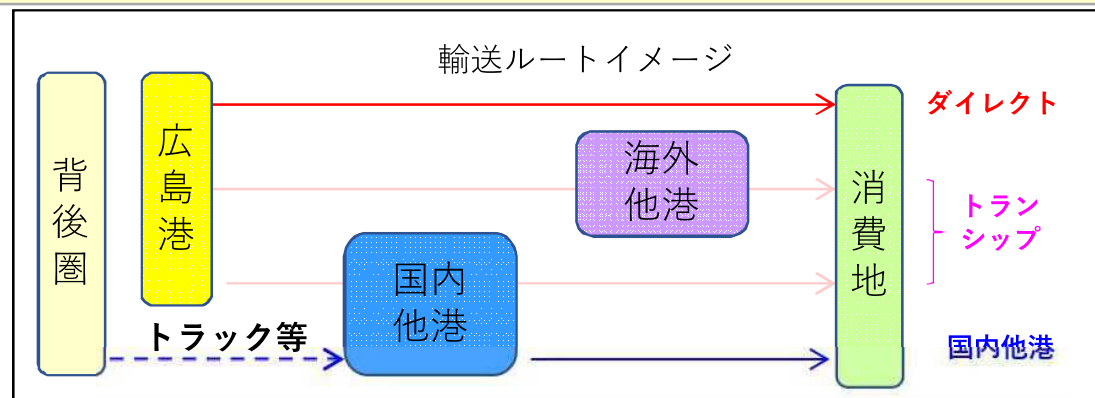 輸送ルートイメージ
背後圏
広島港
海外
他港
国内
他港
消費地
ダイレクト
トラン
シップ
トラック等
国内他港